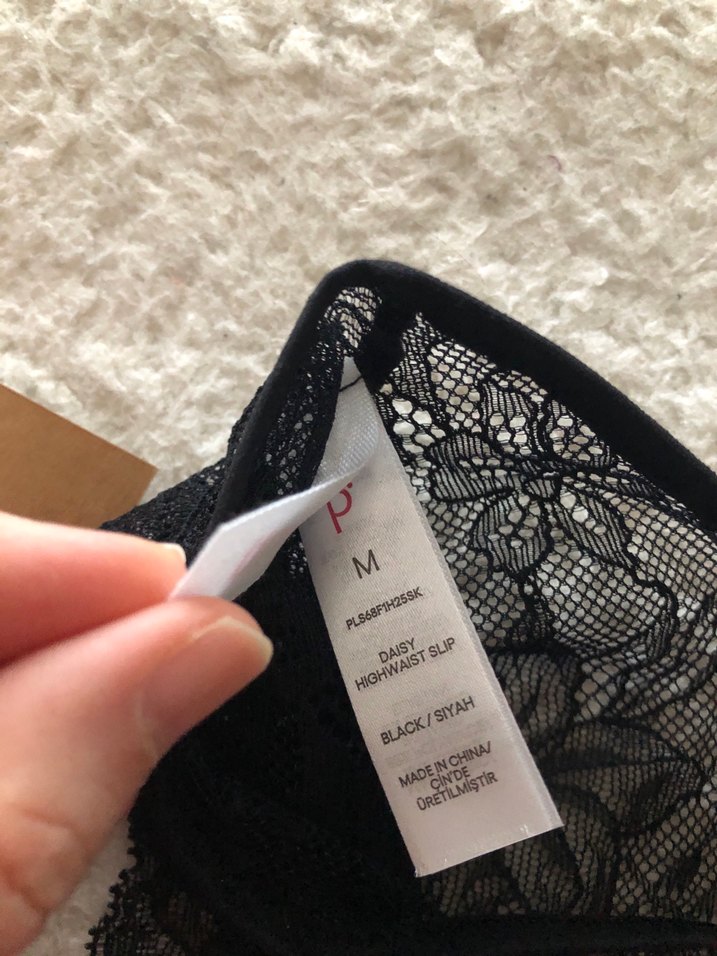 p
M
PLS68F1H25SK
DAISY
HIGHWAIST SLIP
BLACK / SIYAH
MADE IN CHINA/
ÇİN'DE
ÜRETİLMİŞTİR